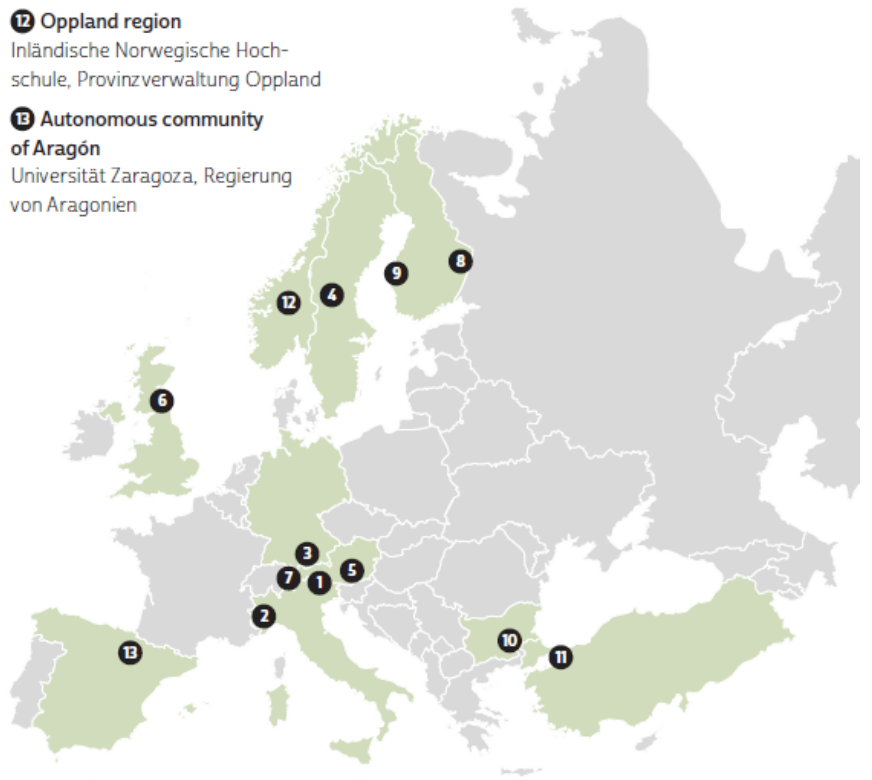 12 Oppland region
Inländische Norwegische Hoch-
schule, Provinzverwaltung Oppland
13 Autonomous community
of Aragón
Universität Zaragoza, Regierung
von Aragonien
8
9
4
12
6
3
5
7
1
2
10
13
11